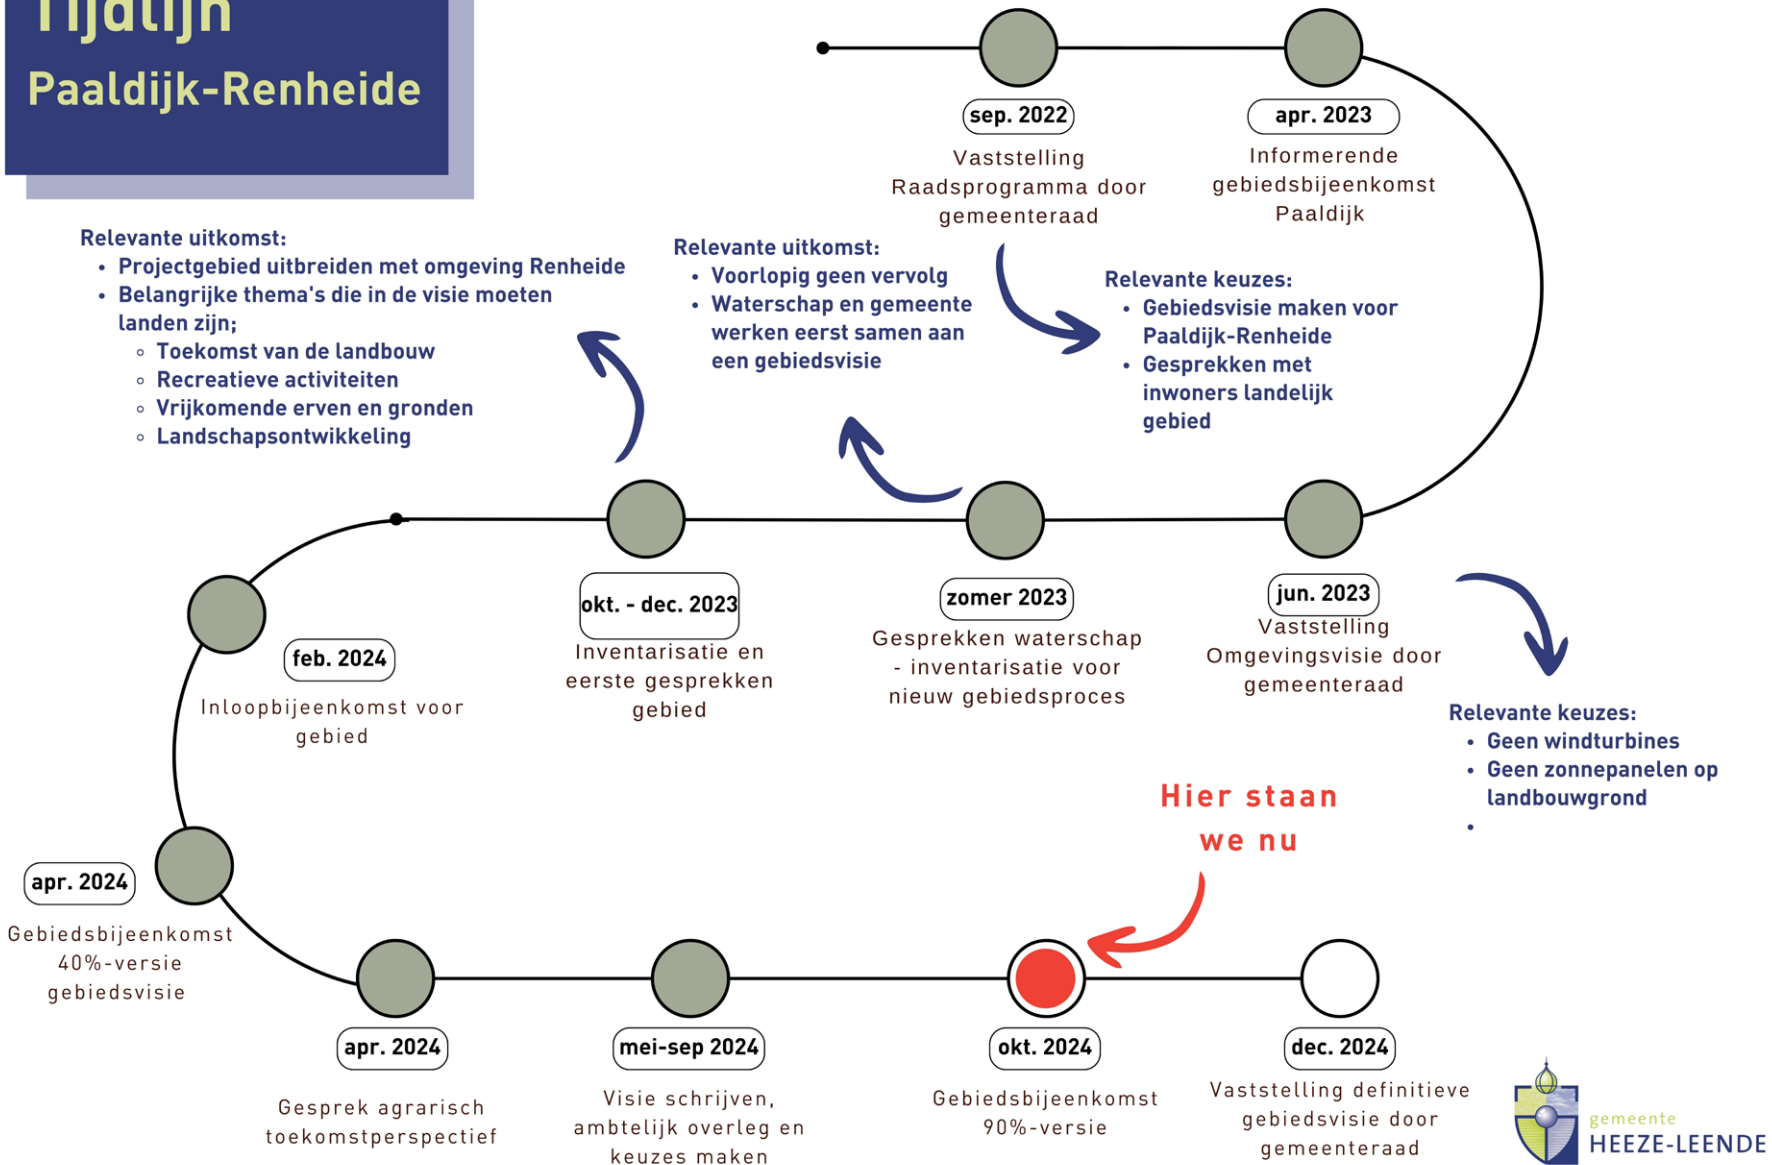 Tijdlijn
Paaldijk-Renheide
sep. 2022
Vaststelling
Raadsprogramma door
gemeenteraad
apr. 2023
Informerende
gebiedsbijeenkomst
Paaldijk
Relevante uitkomst:
• Projectgebied uitbreiden met omgeving Renheide
• Belangrijke thema's die in de visie moeten
landen zijn;
◦ Toekomst van de landbouw
◦ Recreatieve activiteiten
◦ Vrijkomende erven en gronden
◦ Landschapsontwikkeling
Relevante uitkomst:
• Voorlopig geen vervolg
• Waterschap en gemeente
werken eerst samen aan
een gebiedsvisie
Relevante keuzes:
• Gebiedsvisie maken voor
Paaldijk-Renheide
• Gesprekken met
inwoners landelijk
gebied
jun. 2023
Vaststelling
Omgevingsvisie door
gemeenteraad
Relevante keuzes:
• Geen windturbines
• Geen zonnepanelen op
landbouwgrond
•
zomer 2023
Gesprekken waterschap
- inventarisatie voor
nieuw gebiedsproces
okt. - dec. 2023
Inventarisatie en
eerste gesprekken
gebied
feb. 2024
Inloopbijeenkomst voor
gebied
apr. 2024
Gebiedsbijeenkomst
40%-versie
gebiedsvisie
apr. 2024
Gesprek agrarisch
toekomstperspectief
mei-sep 2024
Visie schrijven,
ambtelijk overleg en
keuzes maken
Hier staan
we nu
okt. 2024
Gebiedsbijeenkomst
90%-versie
dec. 2024
Vaststelling definitieve
gebiedsvisie door
gemeenteraad
gemeente
HEEZE-LEENDE